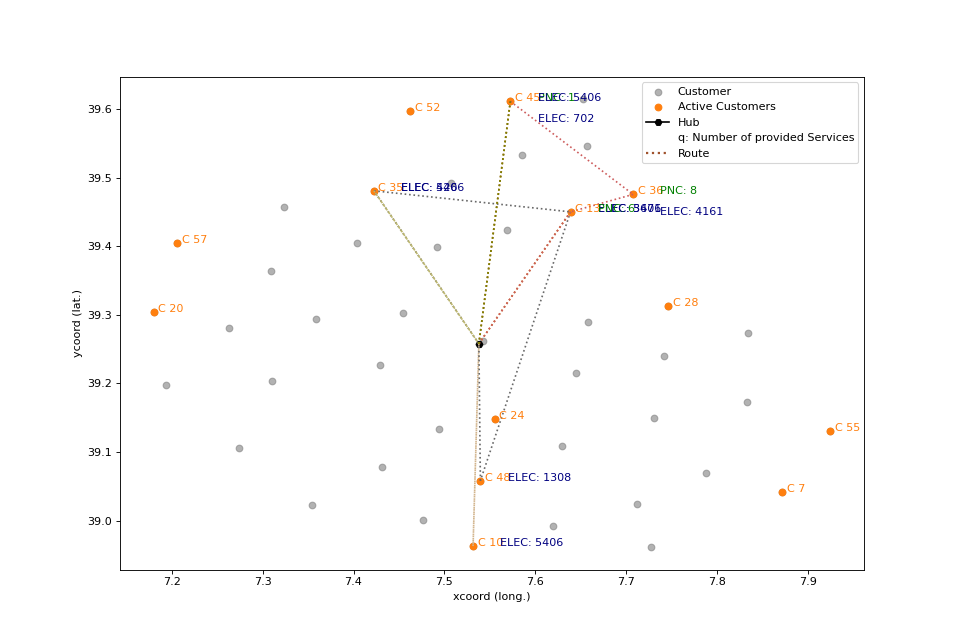 Customer
Active Customers
Hub
q: Number of provided Services
Route
C 45
ELEC: 702
C 52
C 35
C 36
PNC: 8
ELEC: 4161
C 57
C 20
C 28
C 24
C 55
C 48
ELEC: 1308
C 7
C 10
ELEC: 5406
39.6
39.5
39.4
39.3
39.2
39.1
39.0
ycoord (lat.)
7.2
7.3
7.4
7.5
7.6
7.7
7.8
7.9
xcoord (long.)